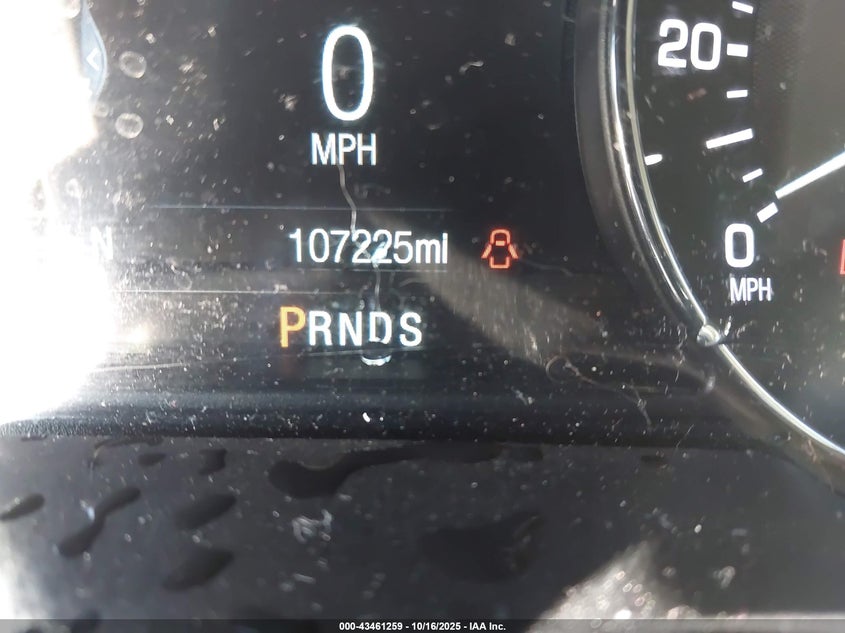 0
MPH
20
N
107225mi
0
MPH
PRNDS
000-43461259 - 10/16/2025 - IAA Inc.